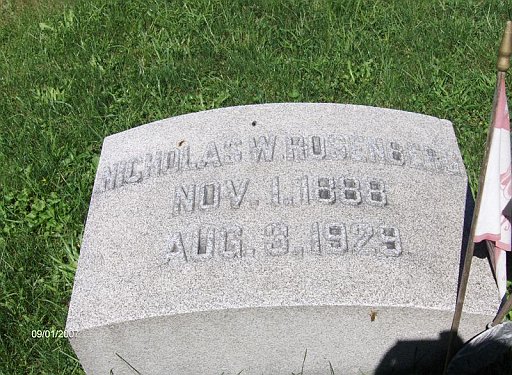 NICHOLAS W ROSENBERG
NOV. 1. 1888
AUG. 3. 1929
09/01/2007